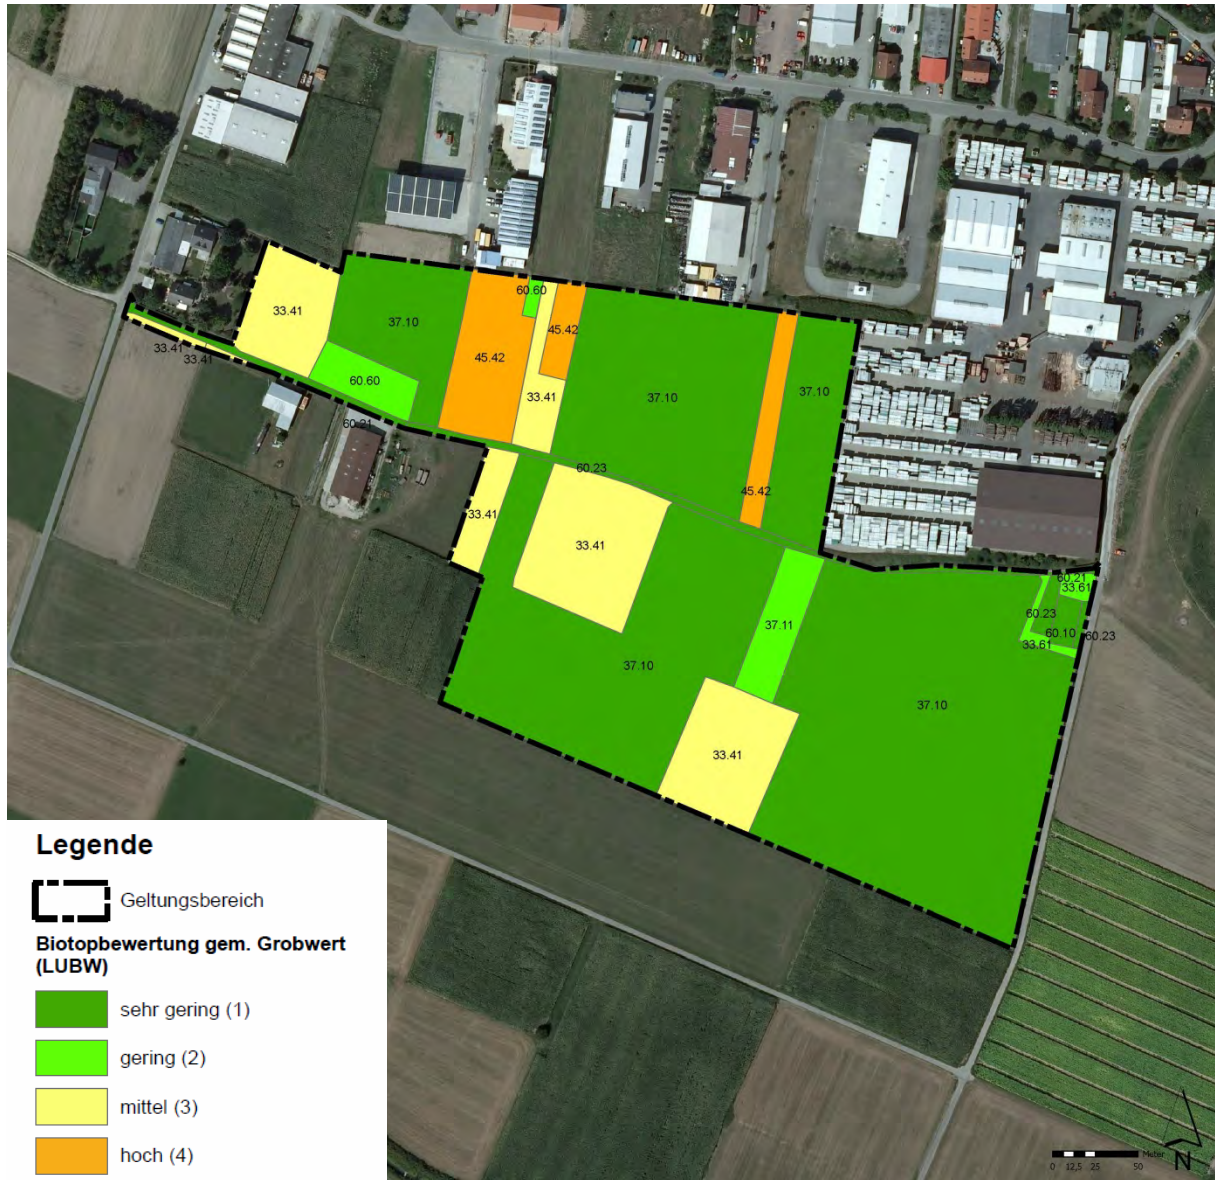 60.60
33.41
37.10
45.42
45.42
33.41
33.41
60.60
33.41
37.10
37.10
60.21
60.23
45.42
33.41
33.41
60.21
33.61
60.23
37.11
60.10
60.23
33.61
37.10
37.10
33.41
Legende
Geltungsbereich
Biotopbewertung gem. Grobwert
(LUBW)
sehr gering (1)
gering (2)
mittel (3)
hoch (4)
Meter
0 12,5 25 50
N